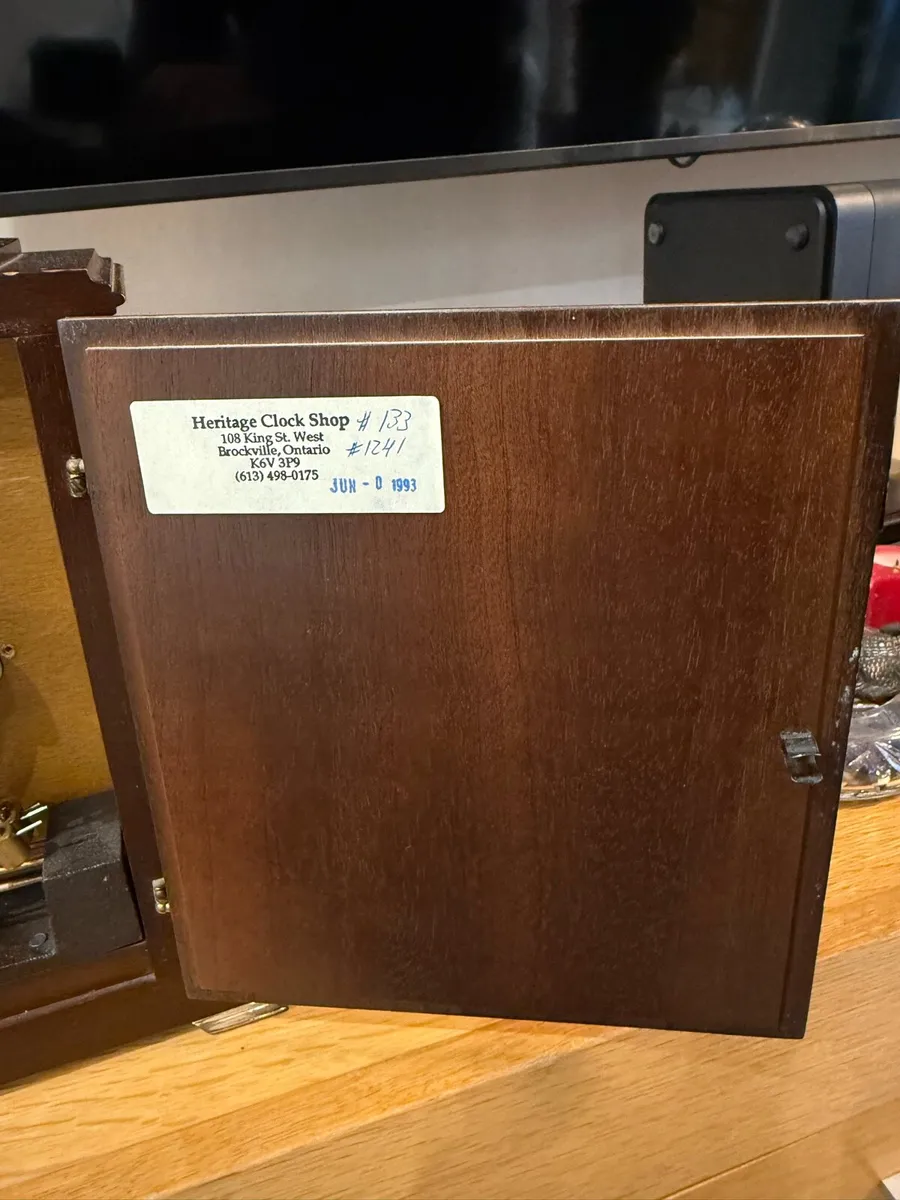 Heritage Clock Shop # 133
108 King St. West
Brockville, Ontario #1241
K6V 3P9
(613) 498-0175
JUN - 0 1993